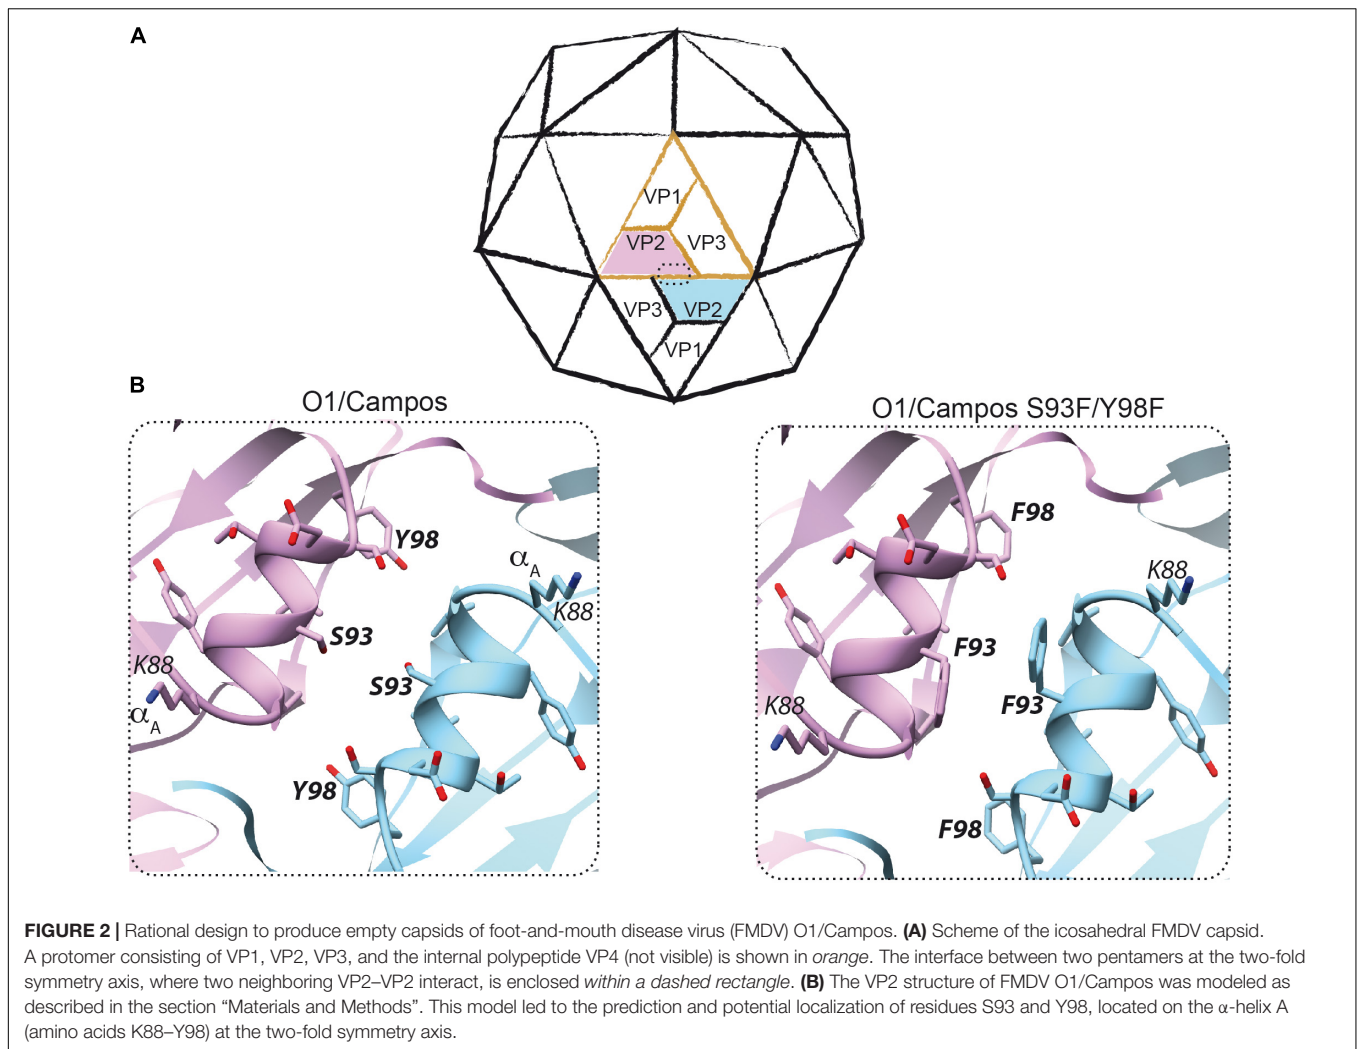 A
VP1
VP2
VP3
VP3
VP2
VP1
B
O1/Campos
O1/Campos S93F/Y98F
Y98
αA
K88
S93
K88
αA
S93
Y98
F98
K88
F93
K88
F93
F98
FIGURE 2 | Rational design to produce empty capsids of foot-and-mouth disease virus (FMDV) O1/Campos. (A) Scheme of the icosahedral FMDV capsid.
A protomer consisting of VP1, VP2, VP3, and the internal polypeptide VP4 (not visible) is shown in orange. The interface between two pentamers at the two-fold
symmetry axis, where two neighboring VP2–VP2 interact, is enclosed within a dashed rectangle. (B) The VP2 structure of FMDV O1/Campos was modeled as
described in the section “Materials and Methods”. This model led to the prediction and potential localization of residues S93 and Y98, located on the α-helix A
(amino acids K88–Y98) at the two-fold symmetry axis.